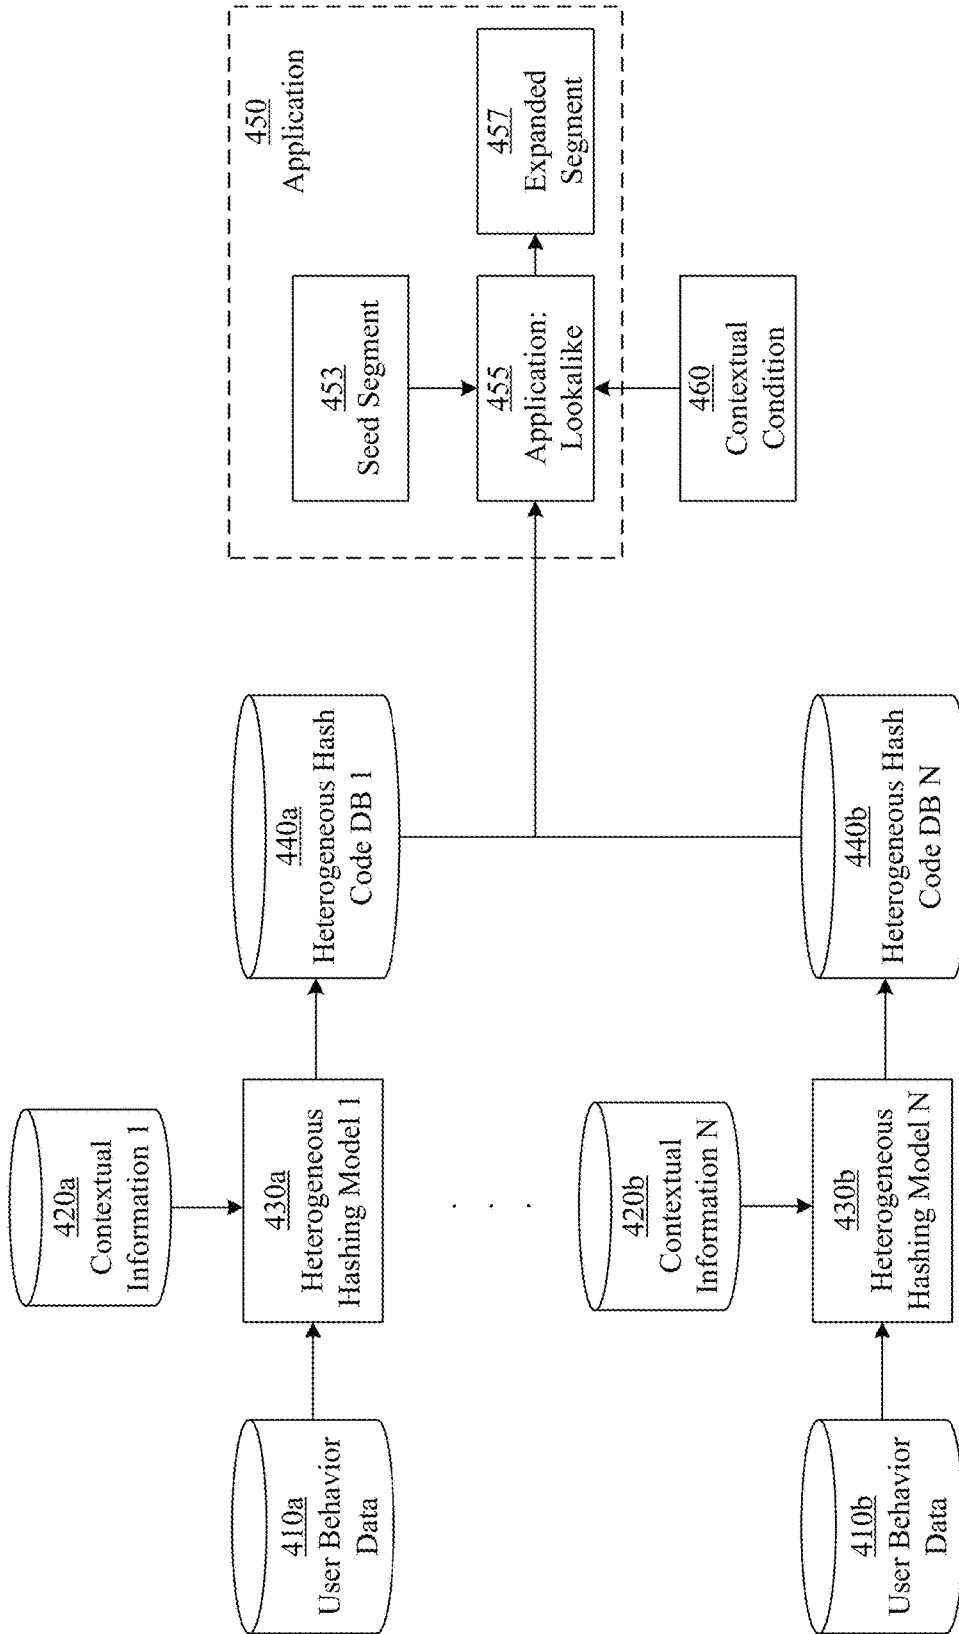 420a
Contextual
Information 1
410a
User Behavior
Data
430a
Heterogeneous
Hashing Model 1
440a
Heterogeneous Hash
Code DB 1
450
Application
453
Seed Segment
455
Application:
Lookalike
457
Expanded
Segment
460
Contextual
Condition
. . .
420b
Contextual
Information N
410b
User Behavior
Data
430b
Heterogeneous
Hashing Model N
440b
Heterogeneous Hash
Code DB N